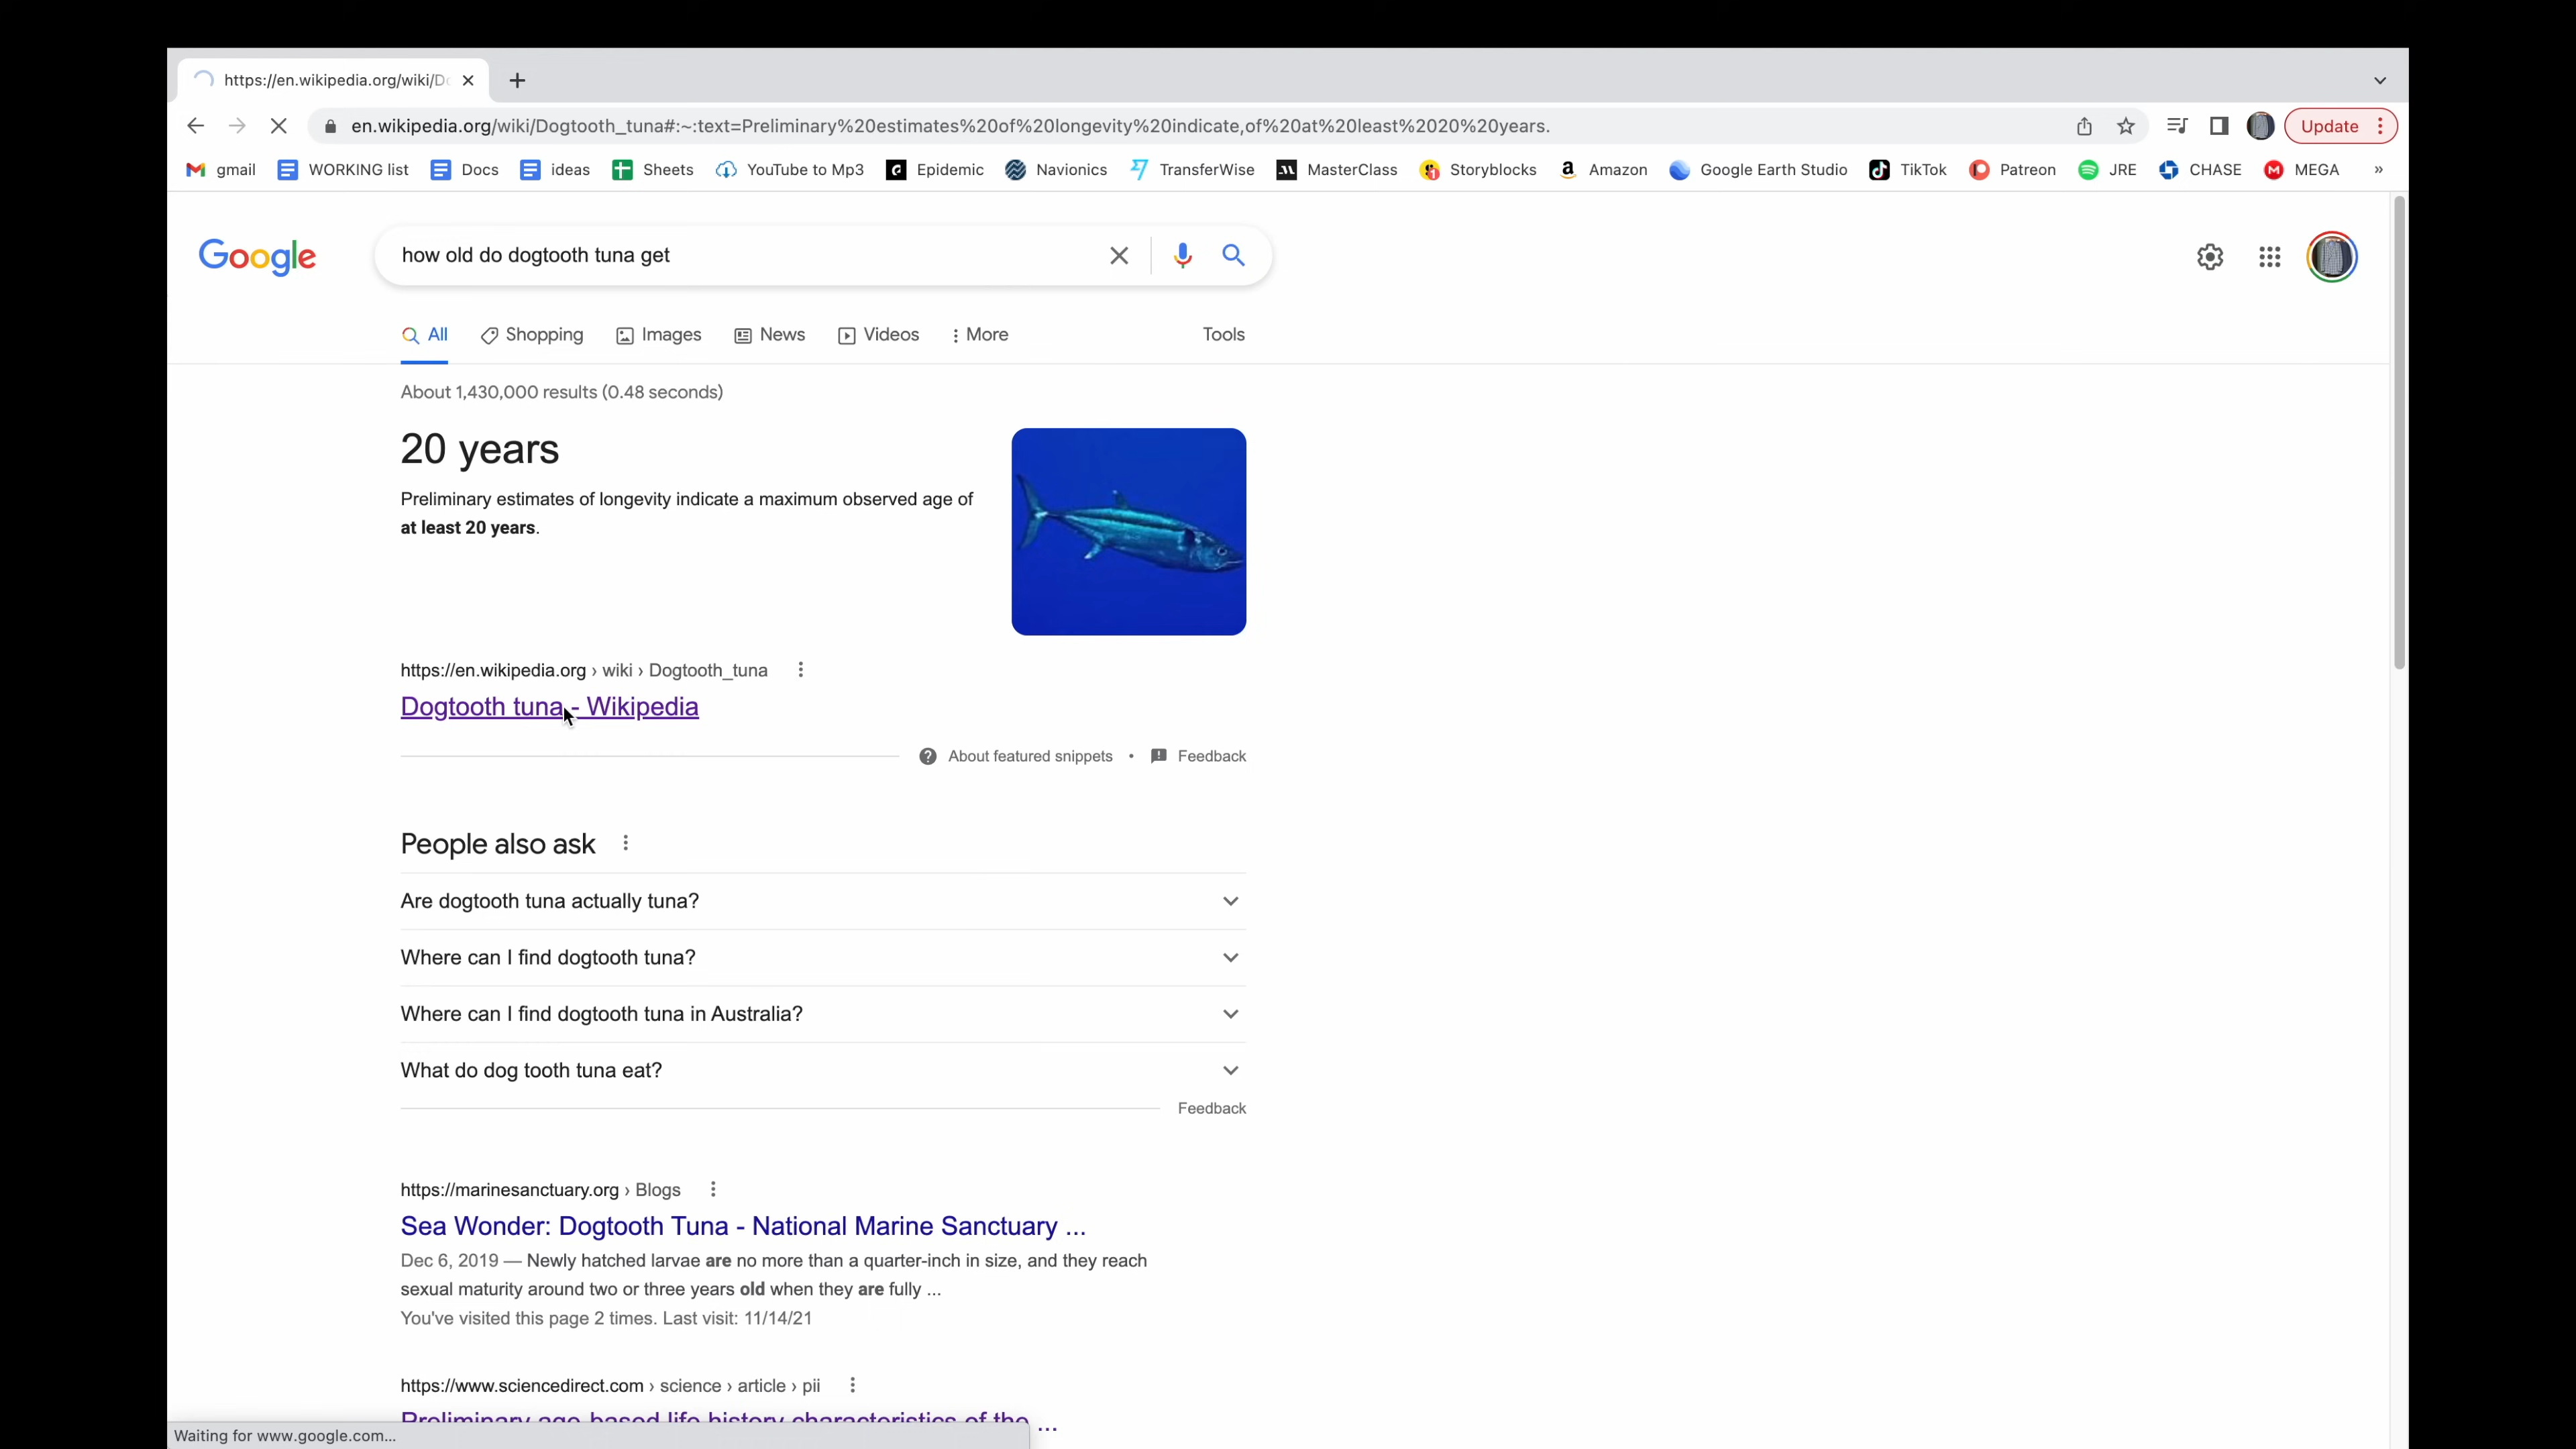 https://en.wikipedia.org/wiki/Do
en.wikipedia.org/wiki/Dogtooth_tuna#:~:text=Preliminary%20estimates%20of%20longevity%20indicate,of%20at%20least%2020%20years.
Update
gmail WORKING list Docs ideas Sheets YouTube to Mp3 Epidemic Navionics TransferWise MasterClass Storyblocks Amazon Google Earth Studio TikTok Patreon JRE CHASE MEGA »
Google how old do dogtooth tuna get
All Shopping Images News Videos More Tools
About 1,430,000 results (0.48 seconds)
20 years
Preliminary estimates of longevity indicate a maximum observed age of
at least 20 years.
https://en.wikipedia.org › wiki › Dogtooth_tuna
Dogtooth tuna - Wikipedia
About featured snippets • Feedback
People also ask
Are dogtooth tuna actually tuna?
Where can I find dogtooth tuna?
Where can I find dogtooth tuna in Australia?
What do dog tooth tuna eat?
Feedback
https://marinesanctuary.org › Blogs
Sea Wonder: Dogtooth Tuna - National Marine Sanctuary ...
Dec 6, 2019 — Newly hatched larvae are no more than a quarter-inch in size, and they reach
sexual maturity around two or three years old when they are fully ...
You've visited this page 2 times. Last visit: 11/14/21
https://www.sciencedirect.com › science › article › pii
Preliminary age-based life history characteristics of the ...
Waiting for www.google.com...